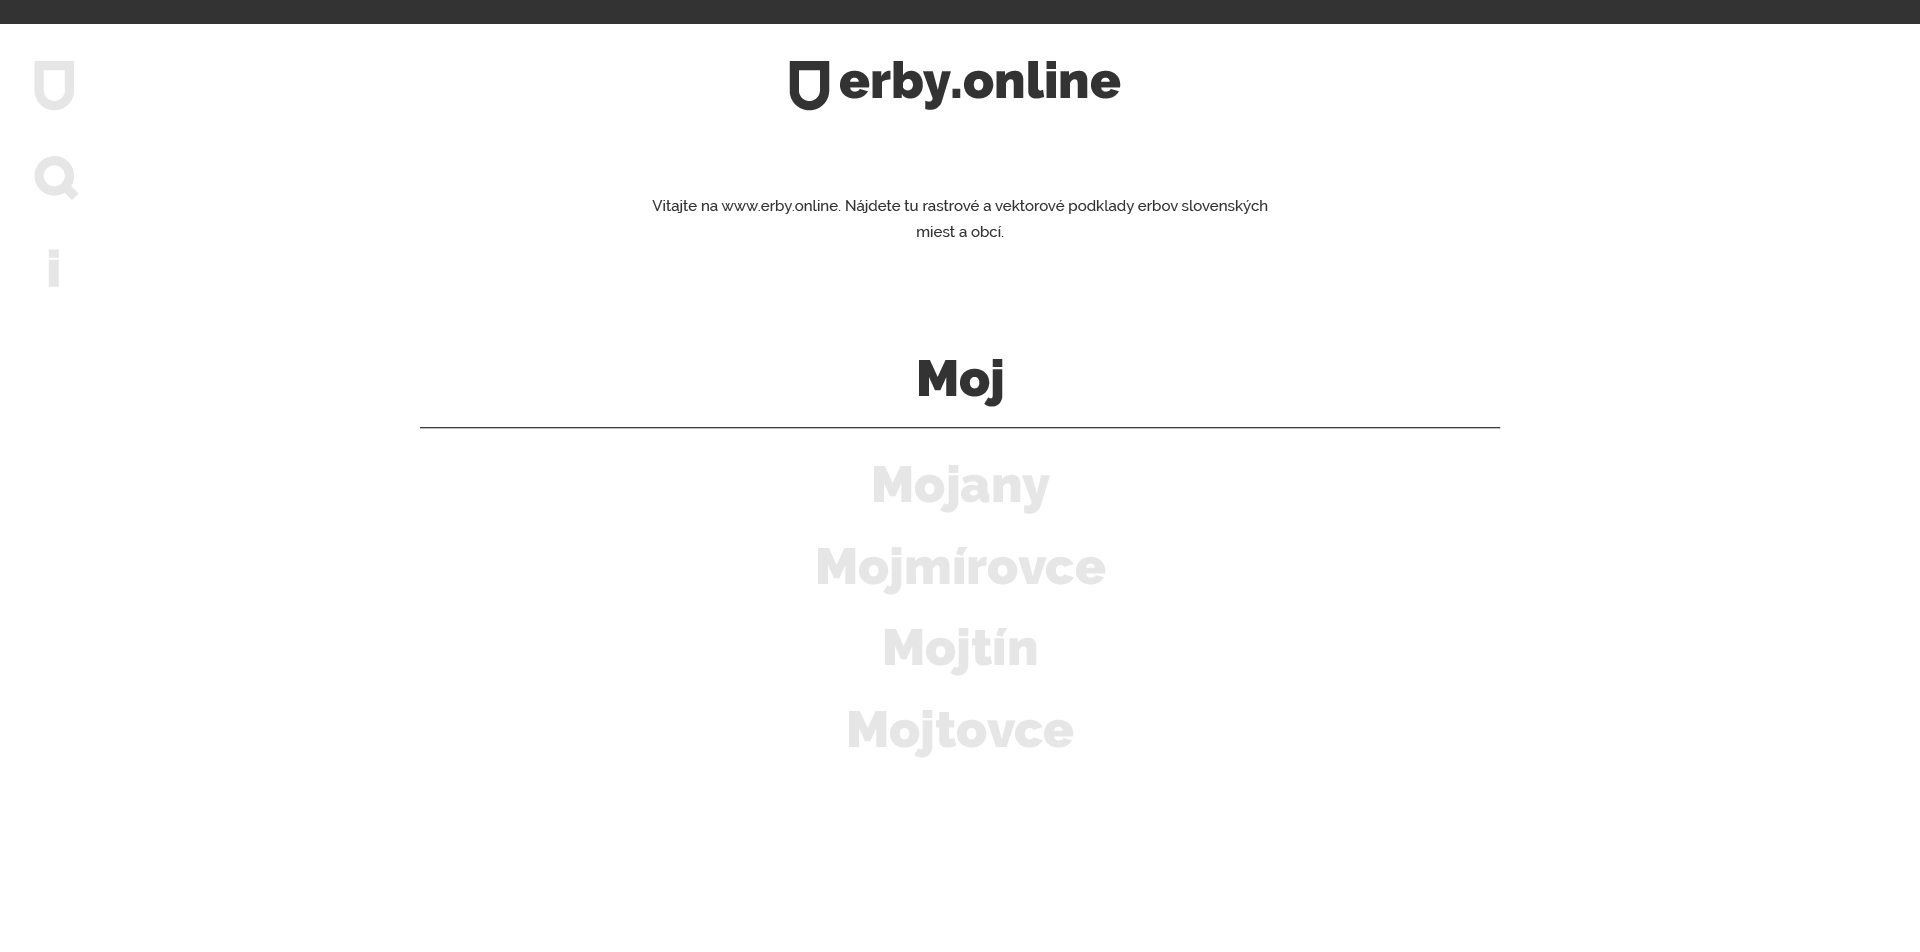 erby.online
Vitajte na www.erby.online. Nájdete tu rastrové a vektorové podklady erbov slovenských
miest a obcí.
i
Moj
Mojany
Mojmírovce
Mojtín
Mojtovce